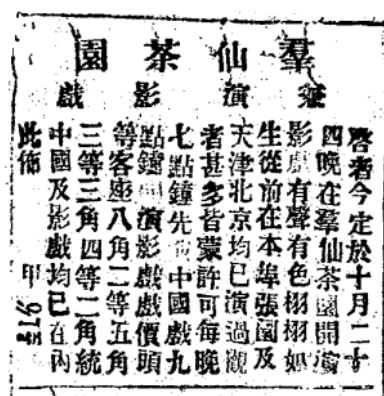 羣仙茶園
兼演影戲
啓者今定於十月二十
四晚在羣仙茶園開演
影戲有聲有色栩栩如
生從前在本埠張園及
天津北京均已演過觀
者甚多皆蒙許可每晚
七點鐘先中國戲九
點鐘演影戲戲價頭
等客座八角二等五角
三等三角四等二角統
中國及影戲均已在內
此佈 甲